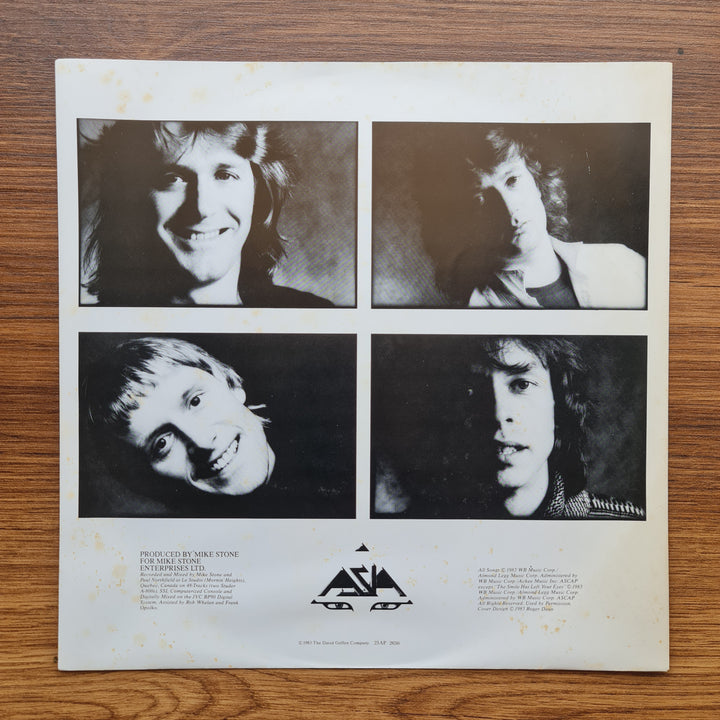 PRODUCED BY MIKE STONE
FOR MIKE STONE
ENTERPRISES LTD.
Recorded and Mixed by Mike Stone and
Paul Northfield at Le Studio (Morin Heights),
Quebec, Canada on 48-Tracks (two Studer
A-800s), SSL Computerized Console and
Digitally Mixed on the JVC BP90 Digital
System. Assisted by Rob Whelan and Frank
Opolko.
ASIA
All Songs © 1983 WB Music Corp./
Almond Legg Music Corp. Administered by
WB Music Corp./Ackee Music Inc. ASCAP
except: "The Smile Has Left Your Eyes" © 1983
WB Music Corp./Almond Legg Music Corp.
Administered by WB Music Corp. ASCAP
All Rights Reserved. Used by Permission.
Cover Design © 1983 Roger Dean
© 1983 The David Geffen Company 25AP 2650